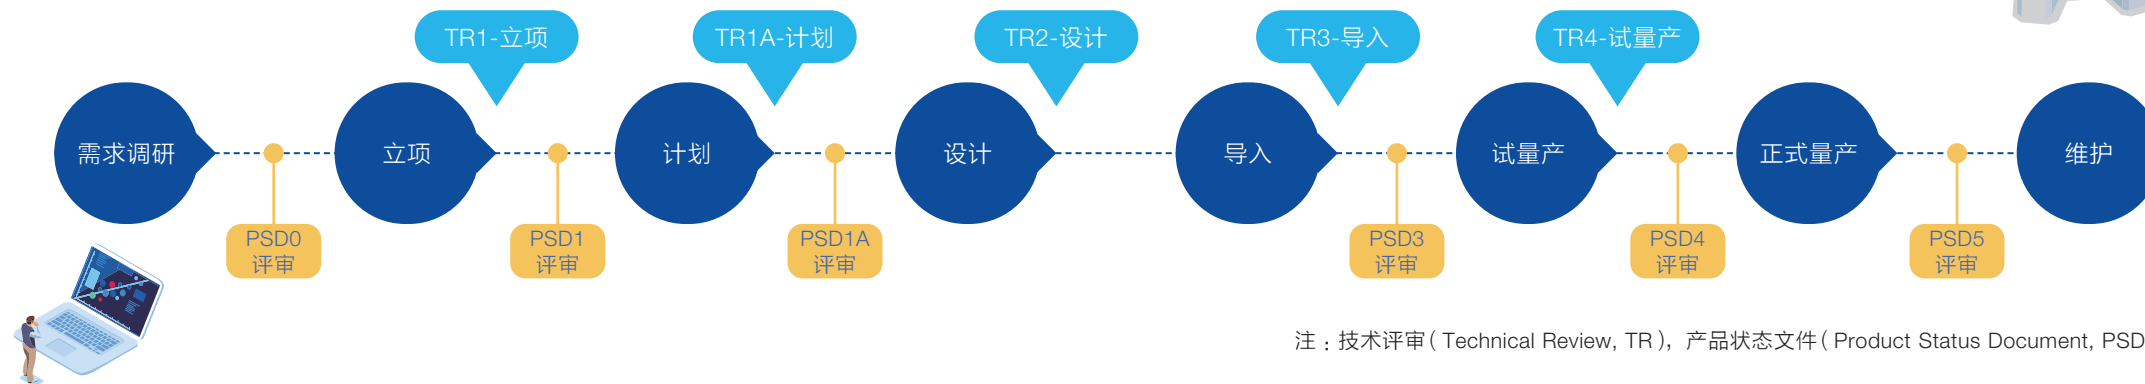 TR1-立项
TR1A-计划
TR2-设计
TR3-导入
TR4-试量产
需求调研
立项
计划
设计
导入
试量产
正式量产
维护
PSD0
评审
PSD1
评审
PSD1A
评审
PSD3
评审
PSD4
评审
PSD5
评审
注：技术评审（Technical Review, TR），产品状态文件（Product Status Document, PSD